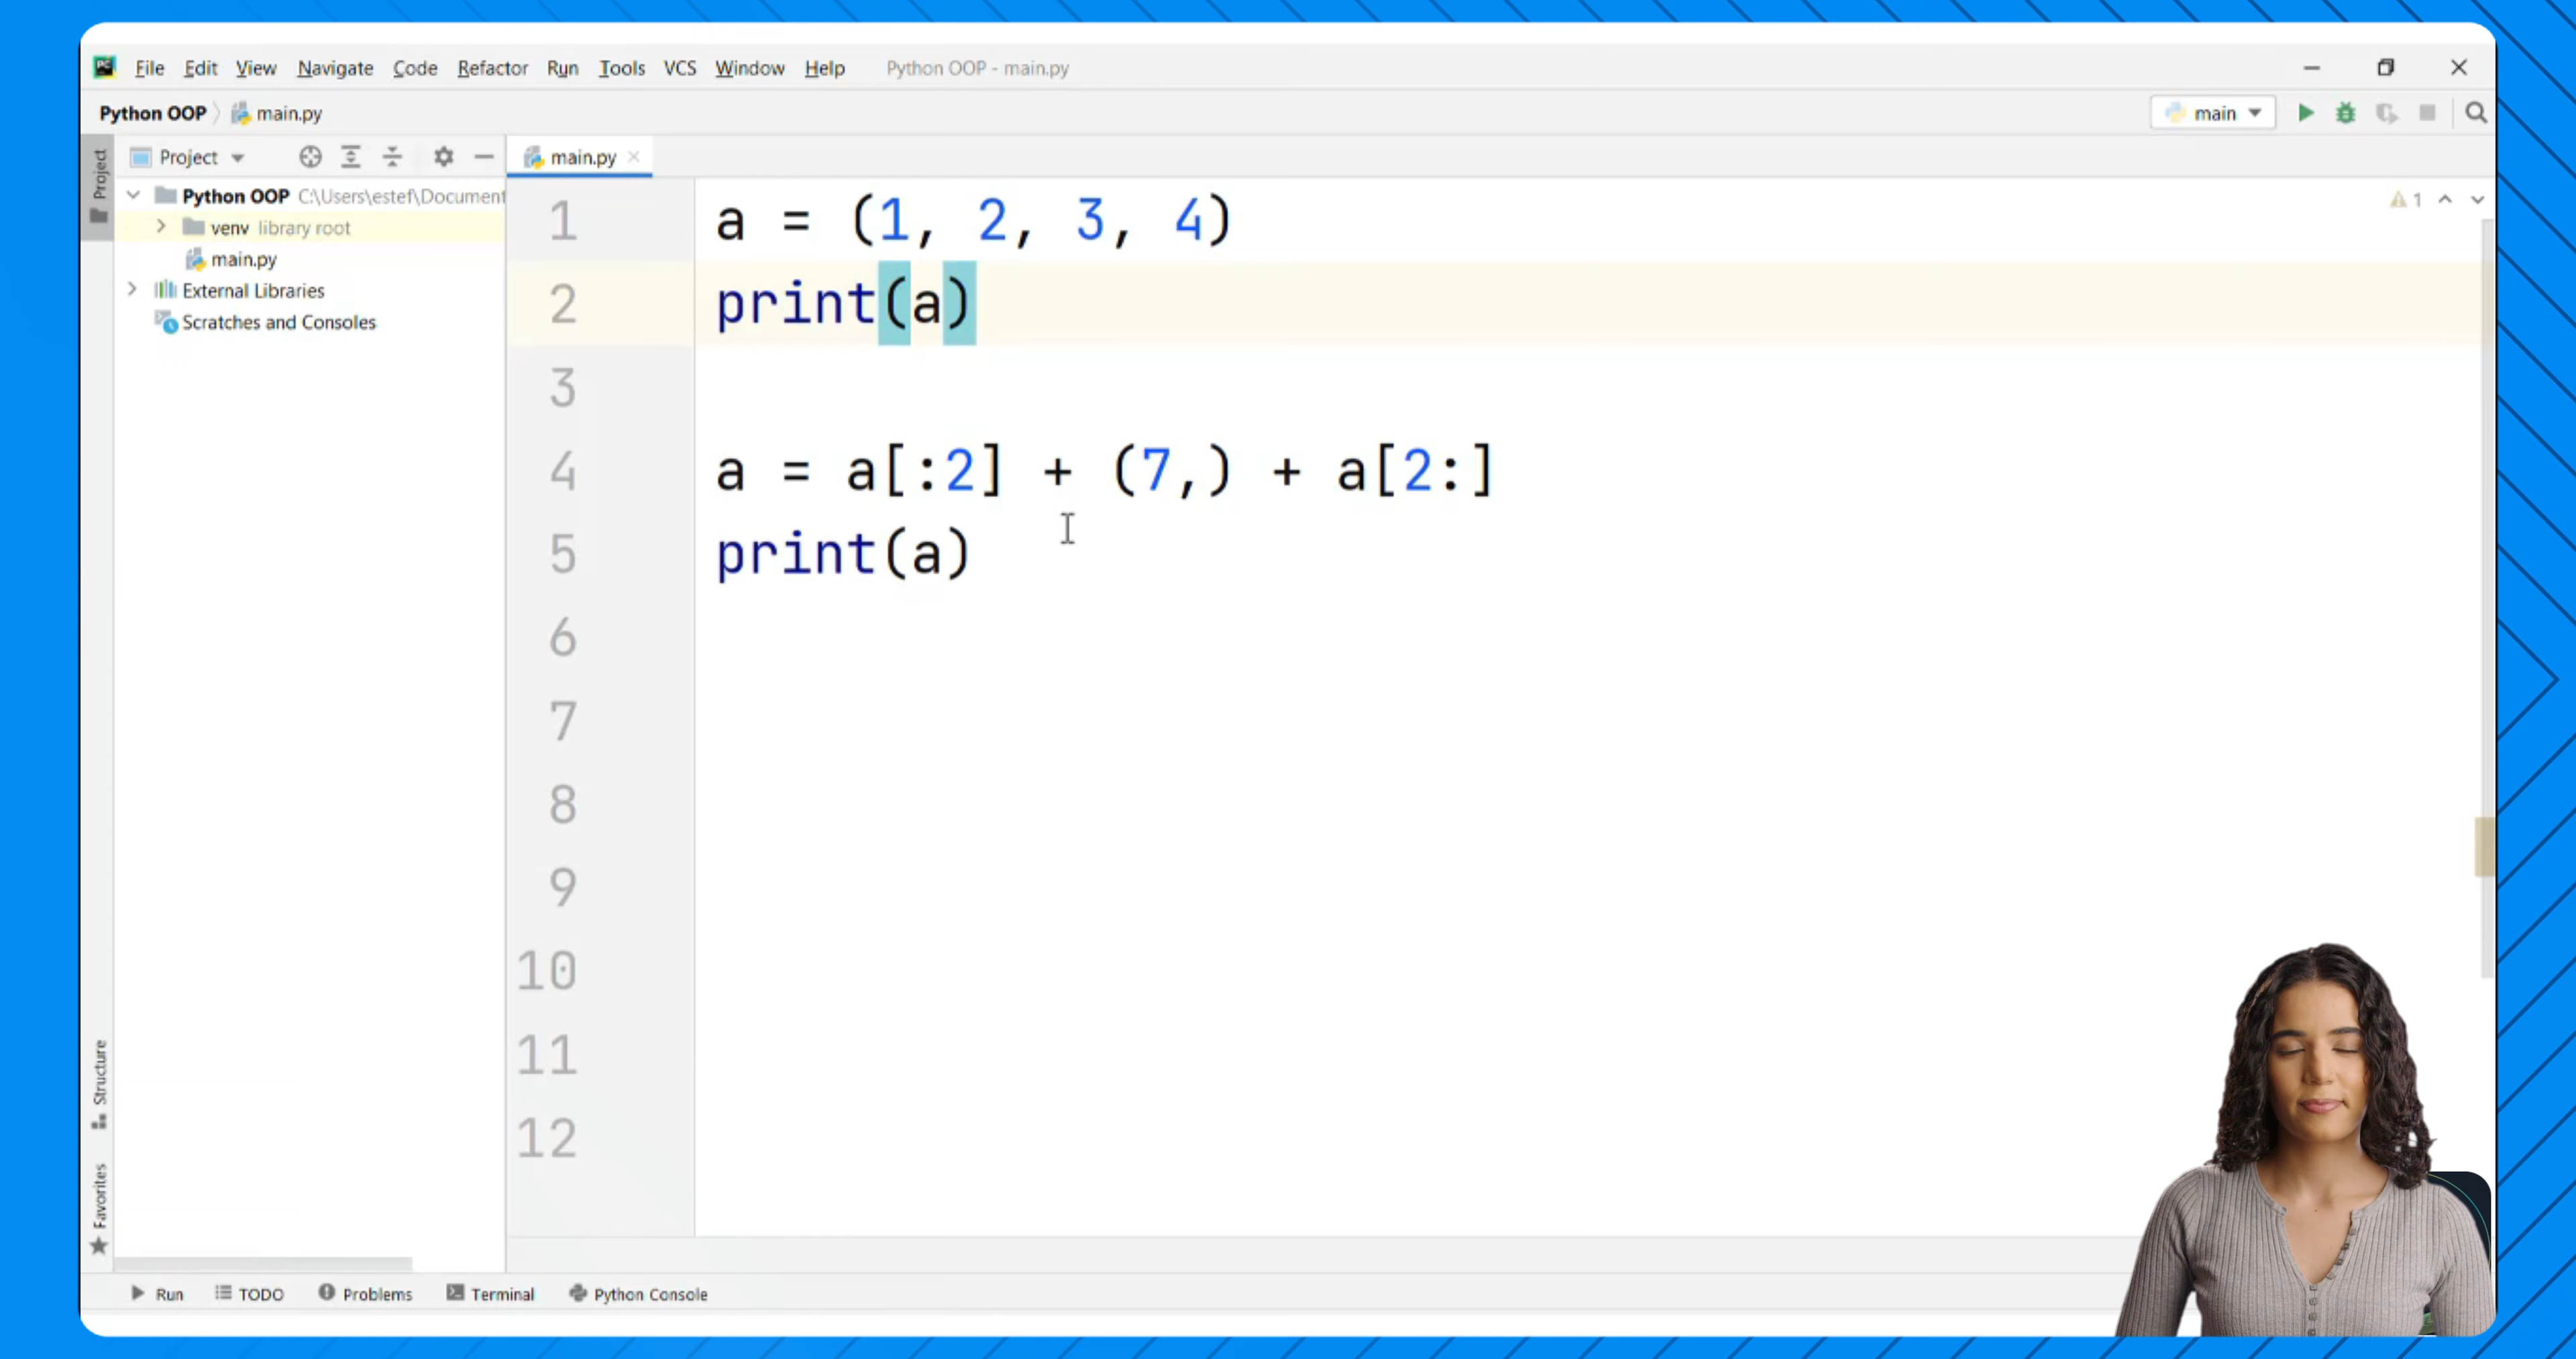 File Edit View Navigate Code Refactor Run Tools VCS Window Help Python OOP - main.py
Python OOP main.py main
Project main.py
Project
Python OOP C:\Users\estef\Document
venv library root
main.py
External Libraries
Scratches and Consoles
1
1 a = (1, 2, 3, 4)
2 print(a)
3
4 a = a[:2] + (7,) + a[2:]
5 print(a)
6
7
8
9
10
11
12
Structure
Favorites
Run TODO Problems Terminal Python Console